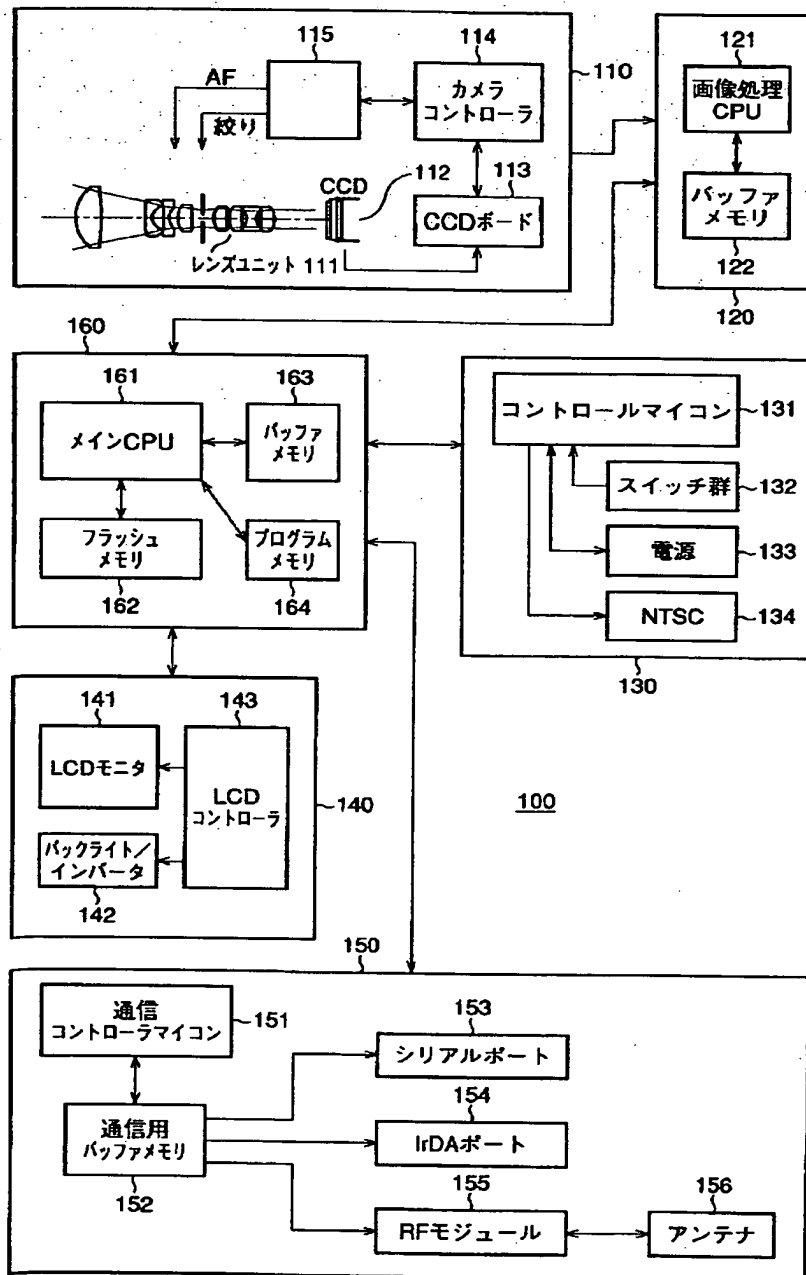 115
114
AF
絞り
カメラ
コントローラ
110
112
CCD
113
CCDボード
レンズユニット 111
121
画像処理
CPU
バッファ
メモリ
122
120
160
161
163
メインCPU
バッファ
メモリ
フラッシュ
メモリ
プログラム
メモリ
162
164
コントロールマイコン
131
スイッチ群
132
電源
133
NTSC
134
130
141
143
LCDモニタ
LCD
コントローラ
140
バックライト/
インバータ
142
100
150
通信
コントローラマイコン
151
153
シリアルポート
154
IrDAポート
通信用
バッファメモリ
152
155
RFモジュール
156
アンテナ